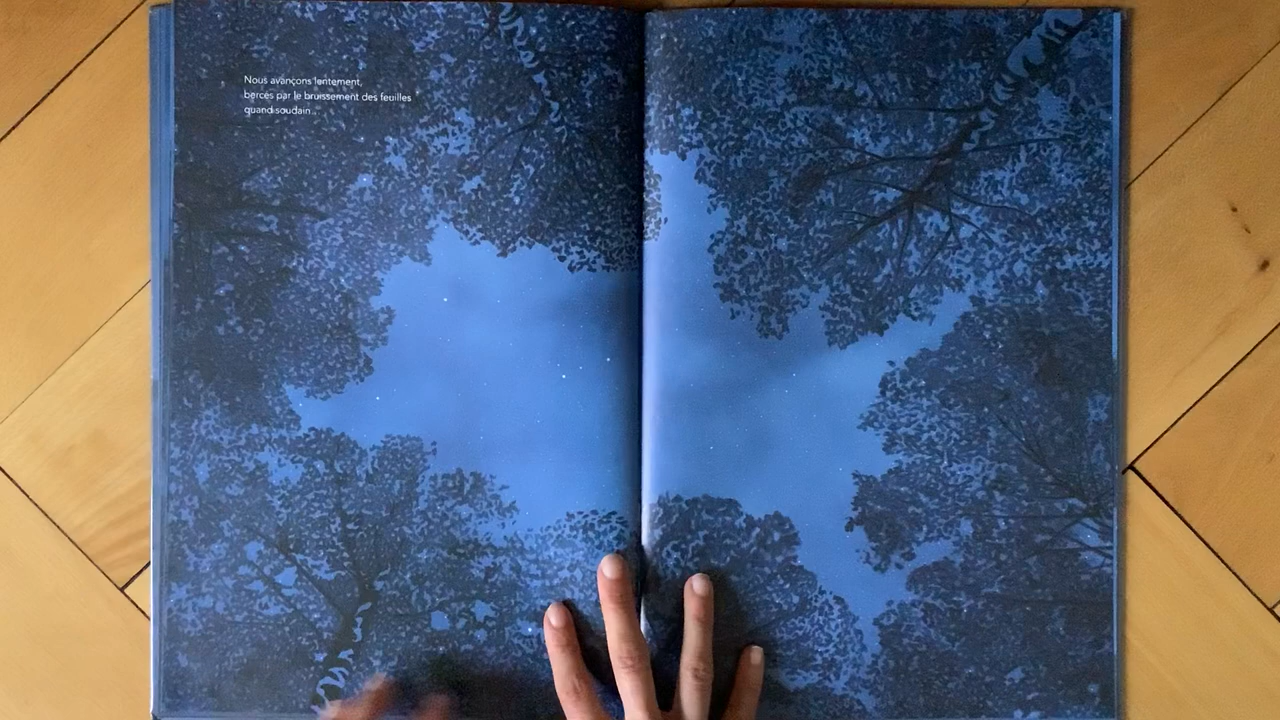 Nous avançons lentement,
bercés par le bruissement des feuilles
quand soudain...